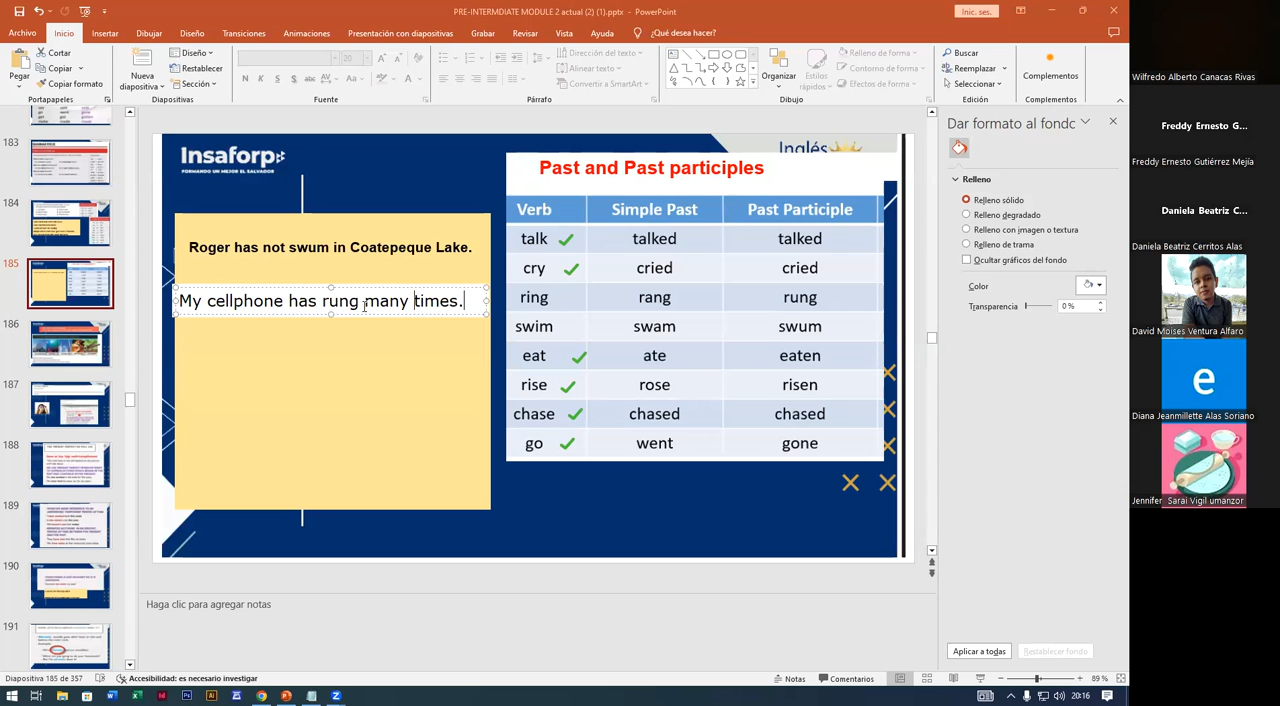 PRE-INTERMDIATE MODULE 2 actual (2) (1).pptx - PowerPoint
Inic. ses.
Archivo Inicio Insertar Dibujar Diseño Transiciones Animaciones Presentación con diapositivas Grabar Revisar Vista Ayuda ¿Qué desea hacer?
Pegar
Cortar
Copiar
Copiar formato
Portapapeles
Nueva diapositiva
Diseño
Restablecer
Sección
Diapositivas
20
N K S S ab AV Aa A
Fuente
Dirección del texto
Alinear texto
Convertir a SmartArt
Párrafo
Organizar
Estilos rápidos
Relleno de forma
Contorno de forma
Efectos de forma
Dibujo
Buscar
Reemplazar
Seleccionar
Edición
Complementos
Complementos
183
184
185
186
187
188
189
190
191
Insaforp
FORMANDO UN MEJOR EL SALVADOR
Inglés
Past and Past participles
Roger has not swum in Coatepeque Lake.
My cellphone has rung many times.
Verb Simple Past Past Participle
talk talked talked
cry cried cried
ring rang rung
swim swam swum
eat ate eaten
rise rose risen
chase chased chased
go went gone
Haga clic para agregar notas
Dar formato al fondo
Relleno
Relleno sólido
Relleno degradado
Relleno con imagen o textura
Relleno de trama
Ocultar gráficos del fondo
Color
Transparencia 0 %
Aplicar a todas Restablecer fondo
Diapositiva 185 de 357 Accesibilidad: es necesario investigar Notas Comentarios 89 %
20:16
Wilfredo Alberto Canacas Rivas
Freddy Ernesto G...
Freddy Ernesto Gutiérrez Mejía
Daniela Beatriz C...
Daniela Beatriz Cerritos Alas
David Moises Ventura Alfaro
e
Diana Jeanmillette Alas Soriano
Jennifer Sarai Vigil umanzor